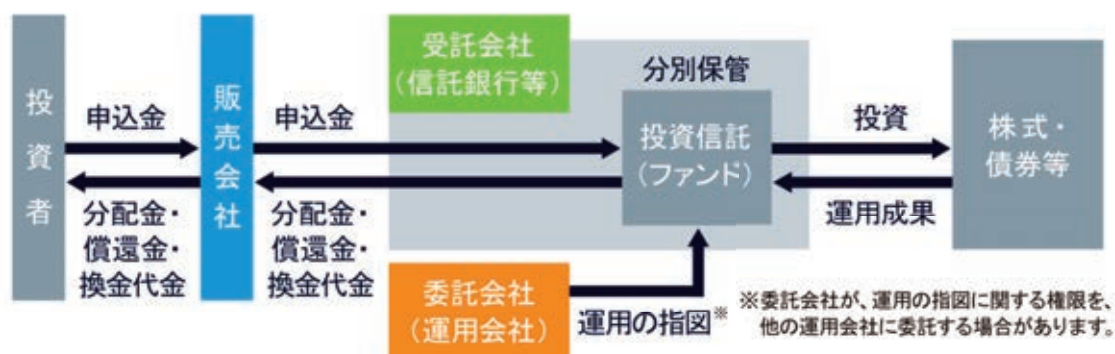 投資者
申込金
分配金・
償還金・
換金代金
販売会社
申込金
分配金・
償還金・
換金代金
受託会社
(信託銀行等)
分別保管
投資信託
(ファンド)
委託会社
(運用会社)
運用の指図※
投資
運用成果
株式・
債券等
※委託会社が、運用の指図に関する権限を、
他の運用会社に委託する場合があります。